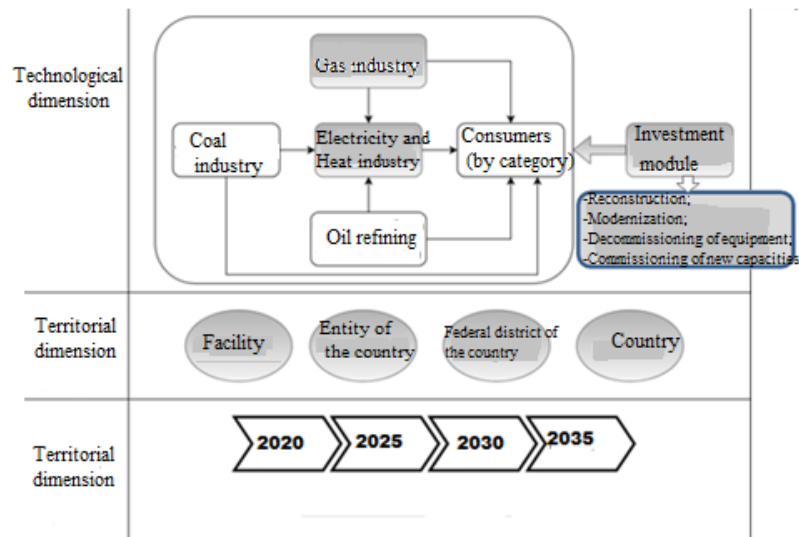 Technological
dimension
Gas industry
Coal
industry
Electricity and
Heat industry
Consumers
(by category)
Oil refining
Investment
module
-Reconstruction;
-Modernization;
-Decommissioning of equipment;
-Commissioning of new capacities
Territorial
dimension
Facility
Entity of
the country
Federal district of
the country
Country
Territorial
dimension
2020
2025
2030
2035